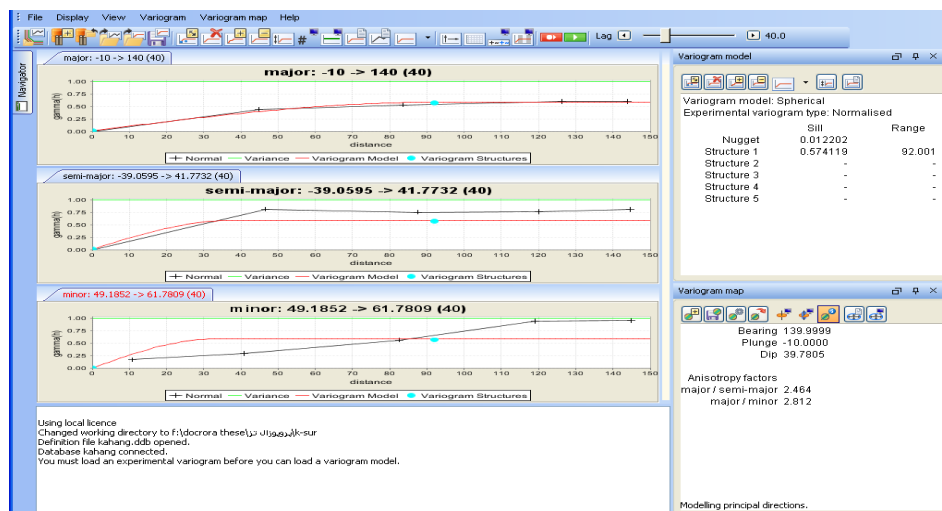 File Display View Variogram Variogram map Help
# Lag 40.0
Navigator
major: -10 -> 140 (40)
major: -10 -> 140 (40)
gamma(h)
1.00
0.75
0.50
0.25
0.00
0 10 20 30 40 50 60 70 80 90 100 110 120 130 140 150
distance
Normal Variance Variogram Model Variogram Structures
semi-major: -39.0595 -> 41.7732 (40)
semi-major: -39.0595 -> 41.7732 (40)
gamma(h)
1.00
0.75
0.50
0.25
0.00
0 10 20 30 40 50 60 70 80 90 100 110 120 130 140 150
distance
Normal Variance Variogram Model Variogram Structures
minor: 49.1852 -> 61.7809 (40)
minor: 49.1852 -> 61.7809 (40)
gamma(h)
1.00
0.75
0.50
0.25
0.00
0 10 20 30 40 50 60 70 80 90 100 110 120 130 140 150
distance
Normal Variance Variogram Model Variogram Structures
Using local licence
Changed working directory to f:\docrora these\پروپوزال تز\k-sur
Definition file kahang.ddb opened.
Database kahang connected.
You must load an experimental variogram before you can load a variogram model.
Variogram model
Variogram model: Spherical
Experimental variogram type: Normalised
Sill Range
Nugget 0.012202
Structure 1 0.574119 92.001
Structure 2 - -
Structure 3 - -
Structure 4 - -
Structure 5 - -
Variogram map
Bearing 139.9999
Plunge -10.0000
Dip 39.7805
Anisotropy factors
major / semi-major 2.464
major / minor 2.812
Modelling principal directions.